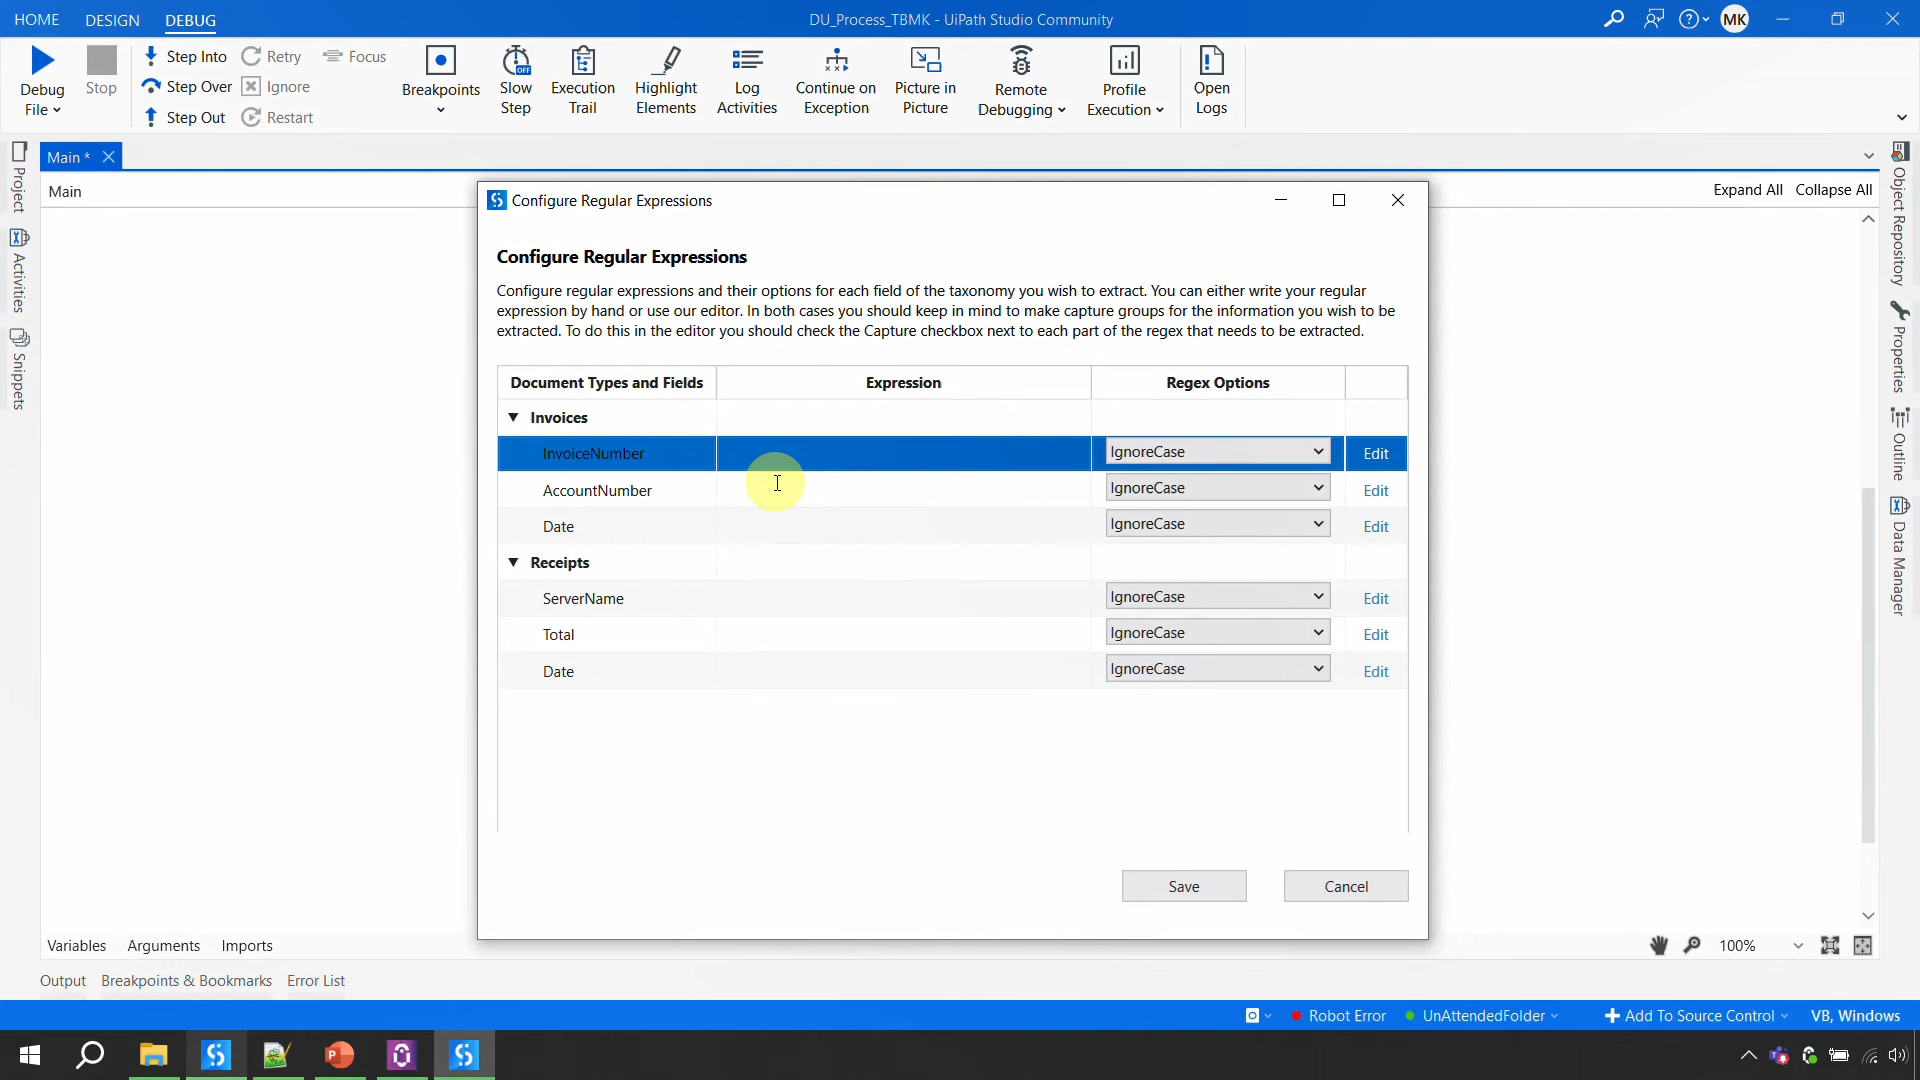 HOME DESIGN DEBUG
DU_Process_TBMK - UiPath Studio Community
MK
Debug File
Stop
Step Into
Step Over
Step Out
Retry
Ignore
Restart
Focus
Breakpoints
Slow Step
OFF
Execution Trail
Highlight Elements
Log Activities
Continue on Exception
Picture in Picture
Remote Debugging
Profile Execution
Open Logs
Main *
Main
Expand All Collapse All
Project
Activities
Snippets
Object Repository
Properties
Outline
Data Manager
Configure Regular Expressions
Configure Regular Expressions
Configure regular expressions and their options for each field of the taxonomy you wish to extract. You can either write your regular
expression by hand or use our editor. In both cases you should keep in mind to make capture groups for the information you wish to be
extracted. To do this in the editor you should check the Capture checkbox next to each part of the regex that needs to be extracted.
Document Types and Fields Expression Regex Options
Invoices
InvoiceNumber IgnoreCase Edit
AccountNumber IgnoreCase Edit
Date IgnoreCase Edit
Receipts
ServerName IgnoreCase Edit
Total IgnoreCase Edit
Date IgnoreCase Edit
Save Cancel
Variables Arguments Imports
100%
Output Breakpoints & Bookmarks Error List
Robot Error UnAttendedFolder Add To Source Control VB, Windows